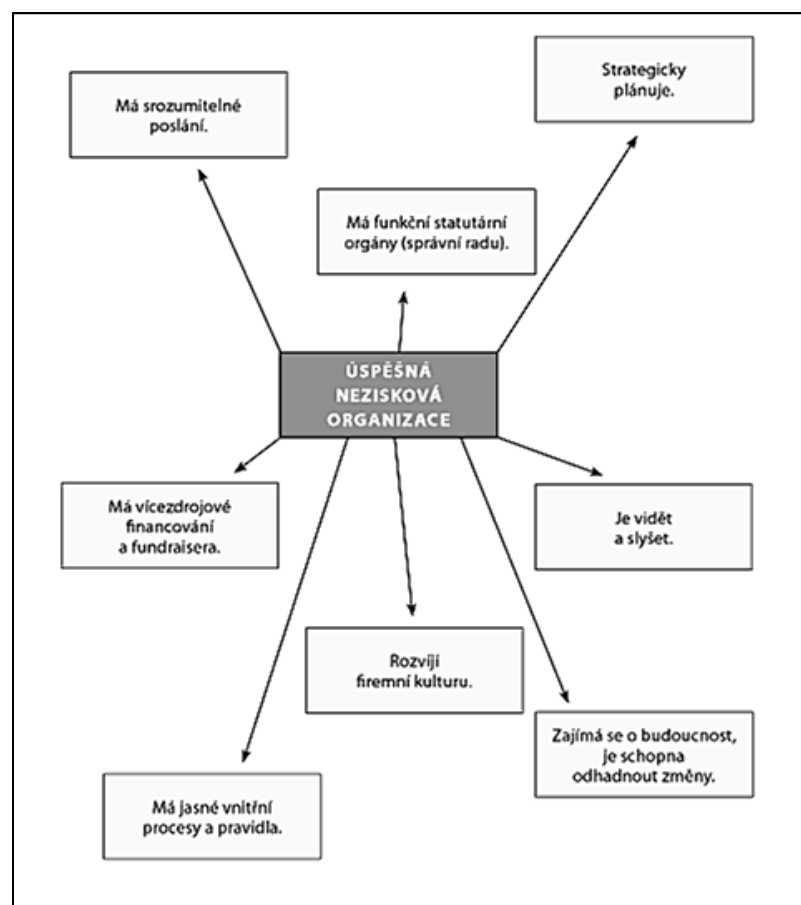 Má srozumitelné
poslání.
Strategicky
plánuje.
Má funkční statutární
orgány (správní radu).
ÚSPĚŠNÁ
NEZISKOVÁ
ORGANIZACE
Má vícezdrojové
financování
a fundraisera.
Je vidět
a slyšet.
Rozvíjí
firemní kulturu.
Zajímá se o budoucnost,
je schopna
odhadnout změny.
Má jasné vnitřní
procesy a pravidla.